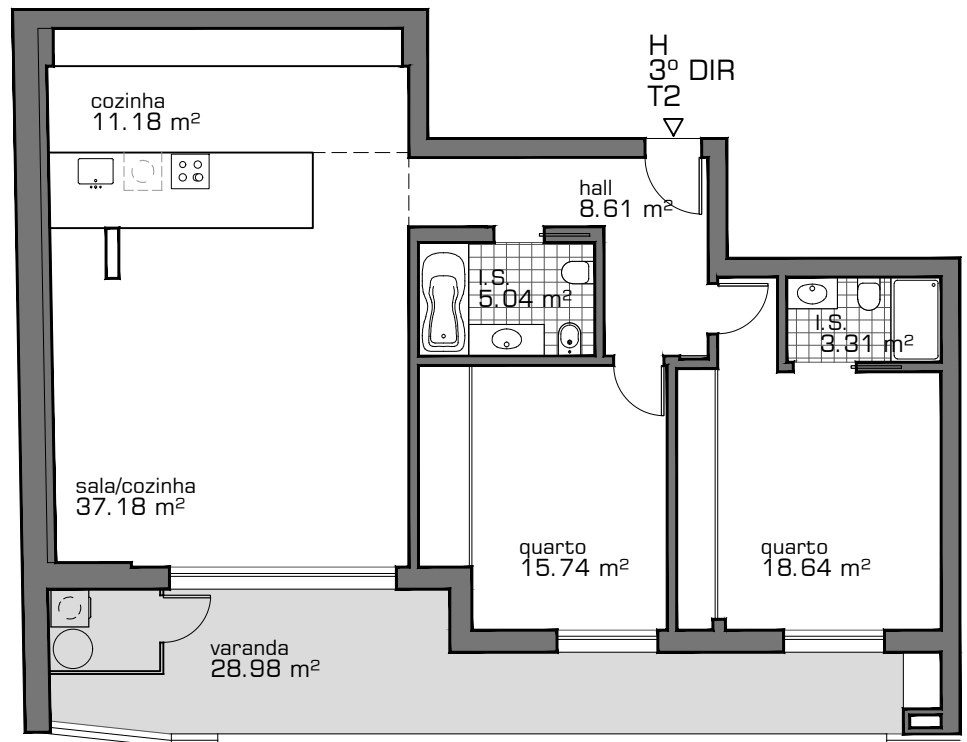 H
3º DIR
T2
cozinha
11.18 m²
hall
8.61 m²
I.S.
5.04 m²
I.S.
3.31 m²
sala/cozinha
37.18 m²
quarto
15.74 m²
quarto
18.64 m²
varanda
28.98 m²